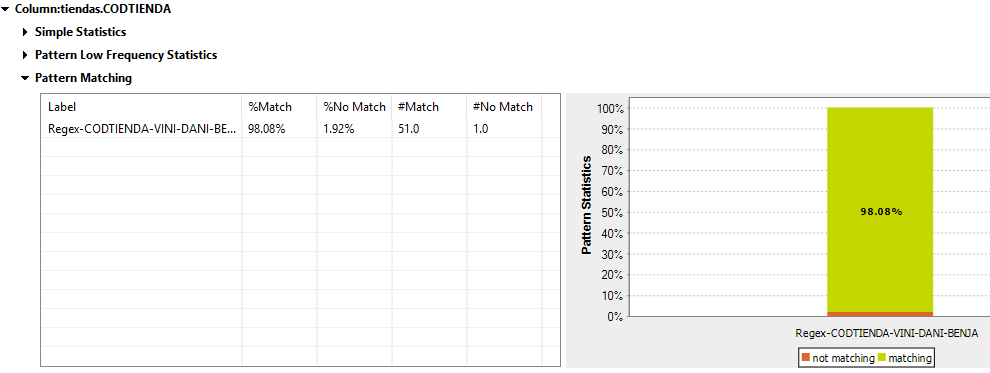 Column:tiendas.CODTIENDA
Simple Statistics
Pattern Low Frequency Statistics
Pattern Matching
Label %Match %No Match #Match #No Match
Regex-CODTIENDA-VINI-DANI-BE... 98.08% 1.92% 51.0 1.0
Pattern Statistics
100%
90%
80%
70%
60%
50%
40%
30%
20%
10%
0%
98.08%
Regex-CODTIENDA-VINI-DANI-BENJA
not matching matching